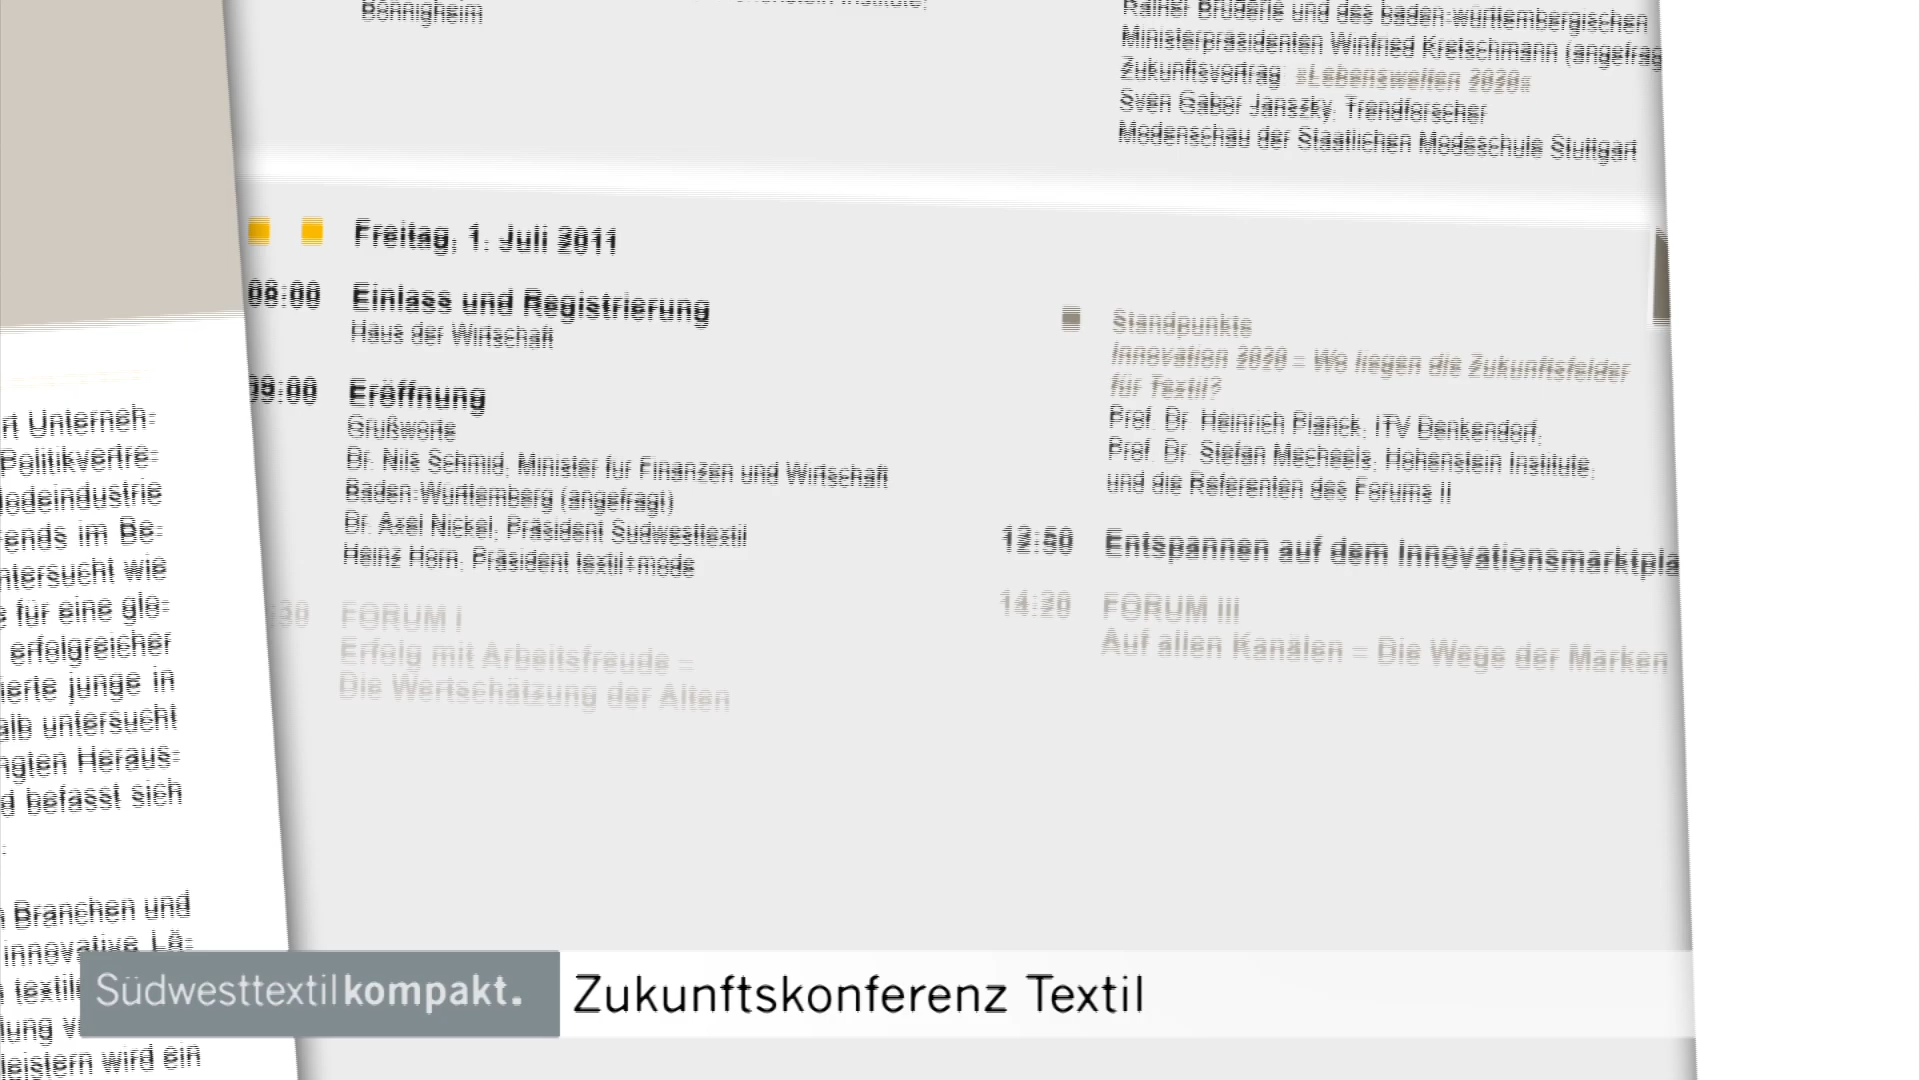 Bönnigheim
Rainer Brüderle und des baden-württembergischen
Ministerpräsidenten Winfried Kretschmann (angefrag
Zukunftsvortrag »Lebenswelten 2020«
Sven Gabor Janszky, Trendforscher
Modenschau der Staatlichen Modeschule Stuttgart
Freitag, 1. Juli 2011
08:00 Einlass und Registrierung
Haus der Wirtschaft
09:00 Eröffnung
Grußworte
Dr. Nils Schmid, Minister für Finanzen und Wirtschaft
Baden-Württemberg (angefragt)
Dr. Axel Nickel, Präsident Südwesttextil
Heinz Horn, Präsident textil+mode
:30 FORUM I
Erfolg mit Arbeitsfreude –
Die Wertschätzung der Alten
Standpunkte
Innovation 2020 – Wo liegen die Zukunftsfelder
für Textil?
Prof. Dr. Heinrich Planck, ITV Denkendorf,
Prof. Dr. Stefan Mecheels, Hohenstein Institute,
und die Referenten des Forums II
12:50 Entspannen auf dem Innovationsmarktpla
14:20 FORUM III
Auf allen Kanälen – Die Wege der Marken
rt Unterneh-
Politikvertre-
Modeindustrie
ends im Be-
ntersucht wie
für eine glo-
erfolgreicher
ierte junge in
alb untersucht
ngten Heraus-
d befasst sich
Branchen und
innovative Lö-
textile
lung v
leistern wird ein
Südwesttextilkompakt. Zukunftskonferenz Textil